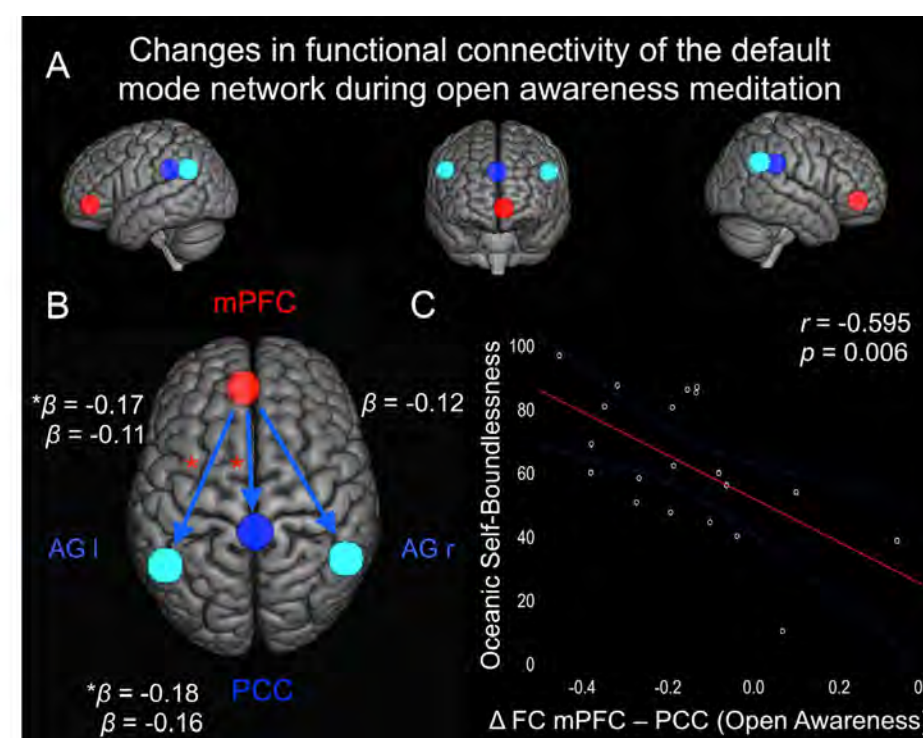 A
Changes in functional connectivity of the default
mode network during open awareness meditation
B
mPFC
*β = -0.17
β = -0.11
β = -0.12
* *
AG l
AG r
PCC
*β = -0.18
β = -0.16
C
r = -0.595
p = 0.006
Oceanic Self-Boundlessness
100
80
60
40
20
0
-0.4 -0.2 0.0 0.2
Δ FC mPFC – PCC (Open Awareness